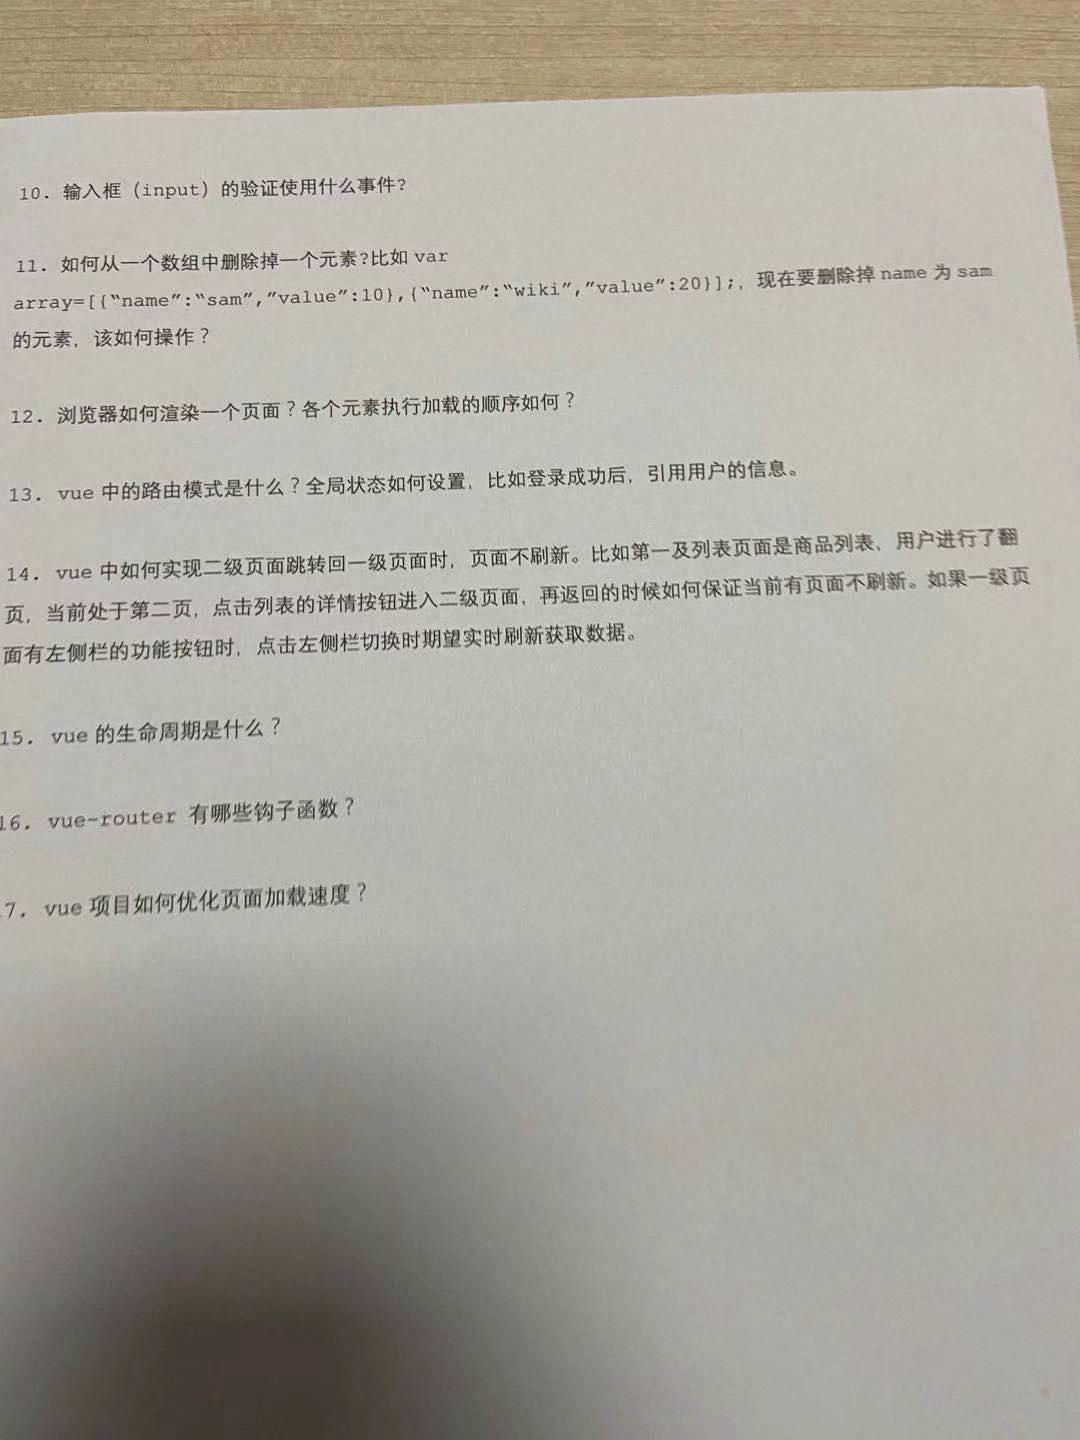 10. 输入框（input）的验证使用什么事件?
11. 如何从一个数组中删除掉一个元素?比如 var
array=[{“name”:“sam”,”value”:10},{“name”:“wiki”,”value”:20}];，现在要删除掉 name 为 sam
的元素，该如何操作？
12. 浏览器如何渲染一个页面？各个元素执行加载的顺序如何？
13. vue 中的路由模式是什么？全局状态如何设置，比如登录成功后，引用用户的信息。
14. vue 中如何实现二级页面跳转回一级页面时，页面不刷新。比如第一及列表页面是商品列表，用户进行了翻
页，当前处于第二页，点击列表的详情按钮进入二级页面，再返回的时候如何保证当前有页面不刷新。如果一级页
面有左侧栏的功能按钮时，点击左侧栏切换时期望实时刷新获取数据。
15. vue 的生命周期是什么？
16. vue-router 有哪些钩子函数？
7. vue 项目如何优化页面加载速度？